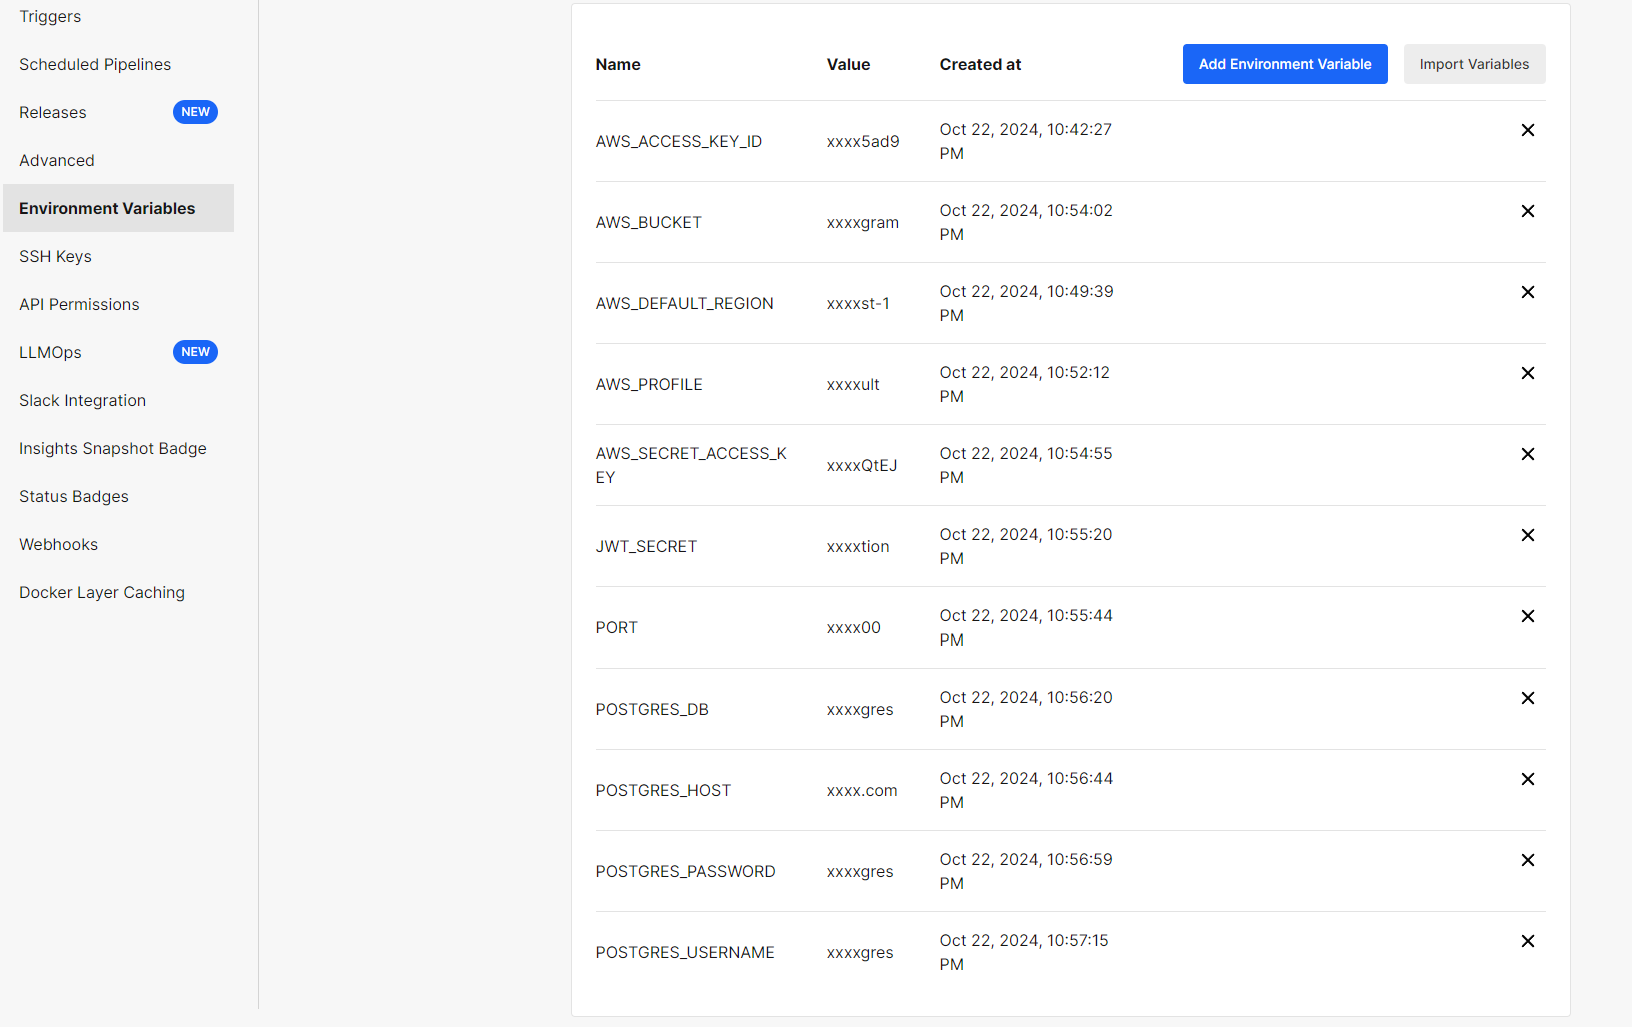 Triggers
Scheduled Pipelines
Releases NEW
Advanced
Environment Variables
SSH Keys
API Permissions
LLMOps NEW
Slack Integration
Insights Snapshot Badge
Status Badges
Webhooks
Docker Layer Caching
Name Value Created at Add Environment Variable Import Variables
AWS_ACCESS_KEY_ID xxxx5ad9 Oct 22, 2024, 10:42:27
PM
AWS_BUCKET xxxxgram Oct 22, 2024, 10:54:02
PM
AWS_DEFAULT_REGION xxxxst-1 Oct 22, 2024, 10:49:39
PM
AWS_PROFILE xxxxult Oct 22, 2024, 10:52:12
PM
AWS_SECRET_ACCESS_K xxxxQtEJ Oct 22, 2024, 10:54:55
EY PM
JWT_SECRET xxxxtion Oct 22, 2024, 10:55:20
PM
PORT xxxx00 Oct 22, 2024, 10:55:44
PM
POSTGRES_DB xxxxgres Oct 22, 2024, 10:56:20
PM
POSTGRES_HOST xxxx.com Oct 22, 2024, 10:56:44
PM
POSTGRES_PASSWORD xxxxgres Oct 22, 2024, 10:56:59
PM
POSTGRES_USERNAME xxxxgres Oct 22, 2024, 10:57:15
PM